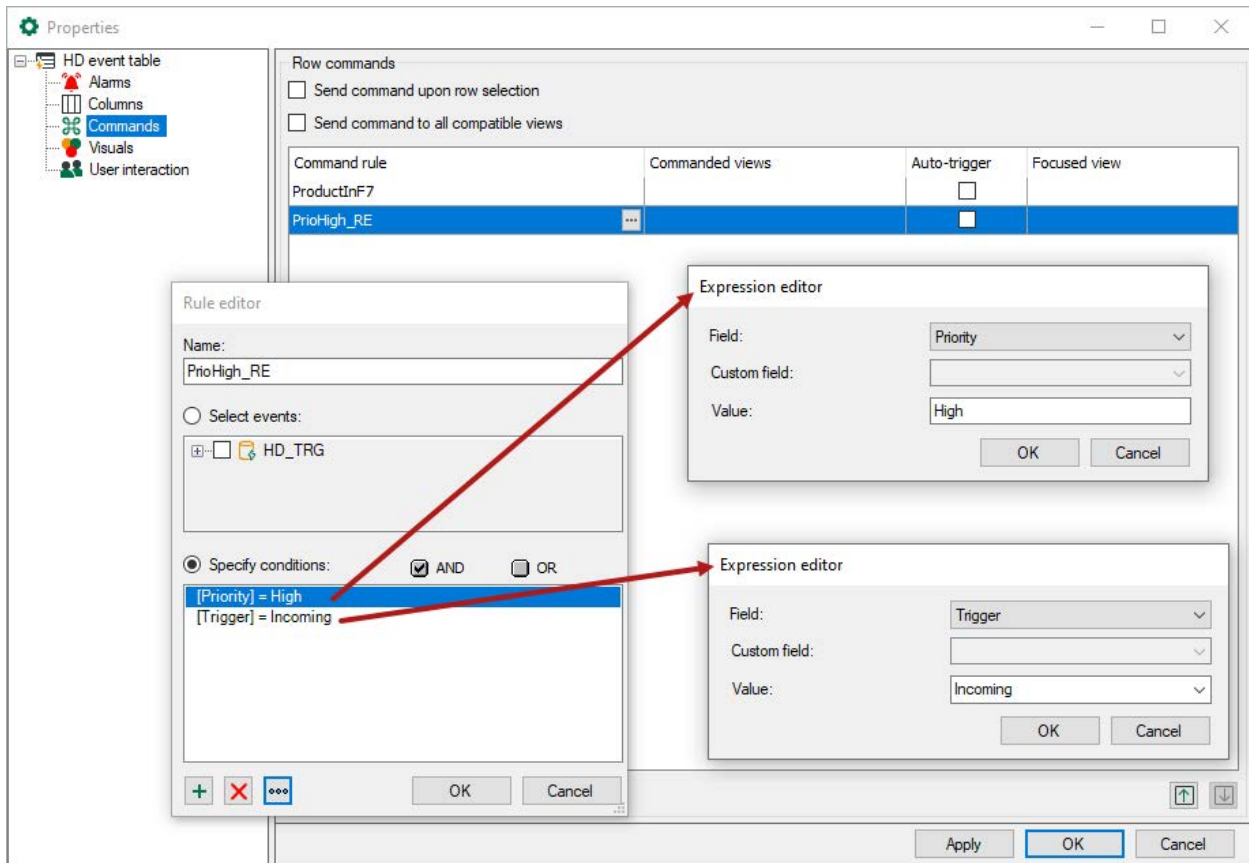 Properties
HD event table
Alarms
Columns
Commands
Visuals
User interaction
Row commands
Send command upon row selection
Send command to all compatible views
Command rule Commanded views Auto-trigger Focused view
ProductInF7
PrioHigh_RE ...
Rule editor
Name:
PrioHigh_RE
Select events:
HD_TRG
Specify conditions: AND OR
[Priority] = High
[Trigger] = Incoming
OK Cancel
Expression editor
Field: Priority
Custom field:
Value: High
OK Cancel
Expression editor
Field: Trigger
Custom field:
Value: Incoming
OK Cancel
Apply OK Cancel